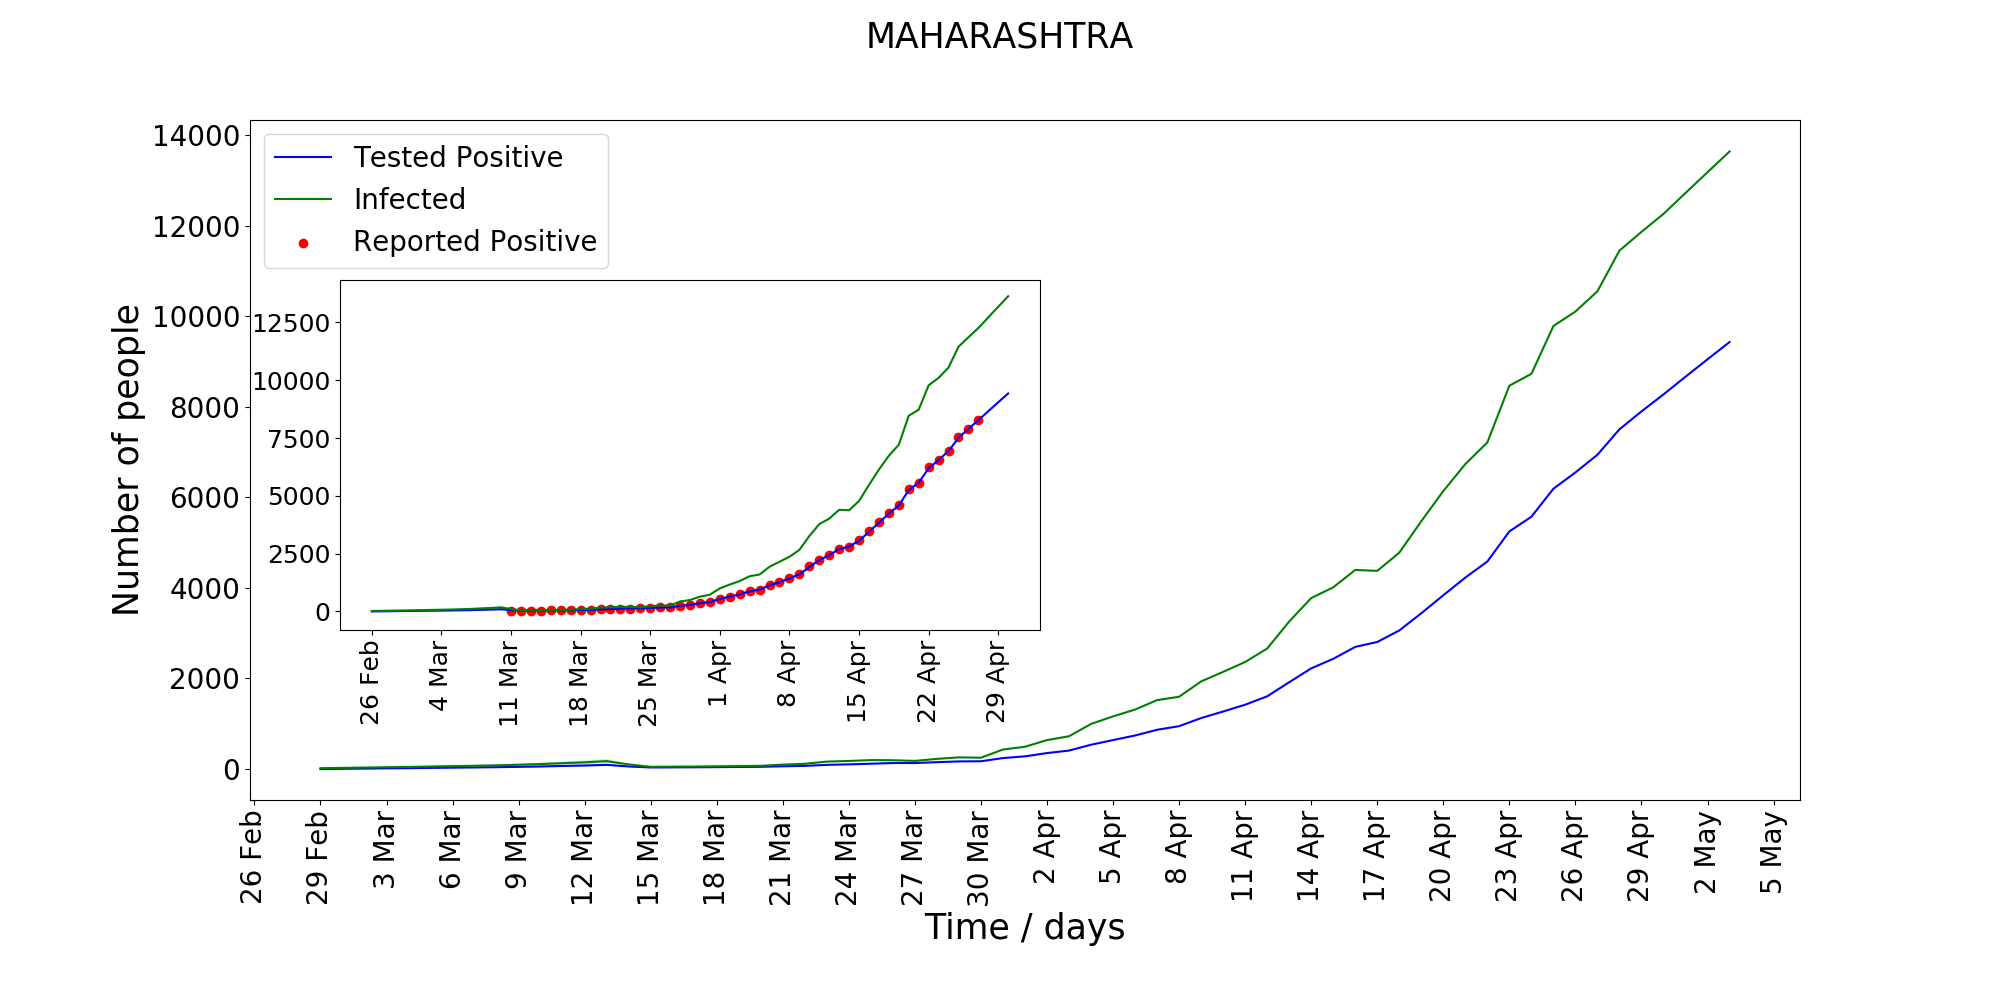 MAHARASHTRA
14000
12000
10000
8000
6000
4000
2000
0
Number of people
Tested Positive
Infected
Reported Positive
12500
10000
7500
5000
2500
0
26 Feb
4 Mar
11 Mar
18 Mar
25 Mar
1 Apr
8 Apr
15 Apr
22 Apr
29 Apr
26 Feb
29 Feb
3 Mar
6 Mar
9 Mar
12 Mar
15 Mar
18 Mar
21 Mar
24 Mar
27 Mar
30 Mar
2 Apr
5 Apr
8 Apr
11 Apr
14 Apr
17 Apr
20 Apr
23 Apr
26 Apr
29 Apr
2 May
5 May
Time / days